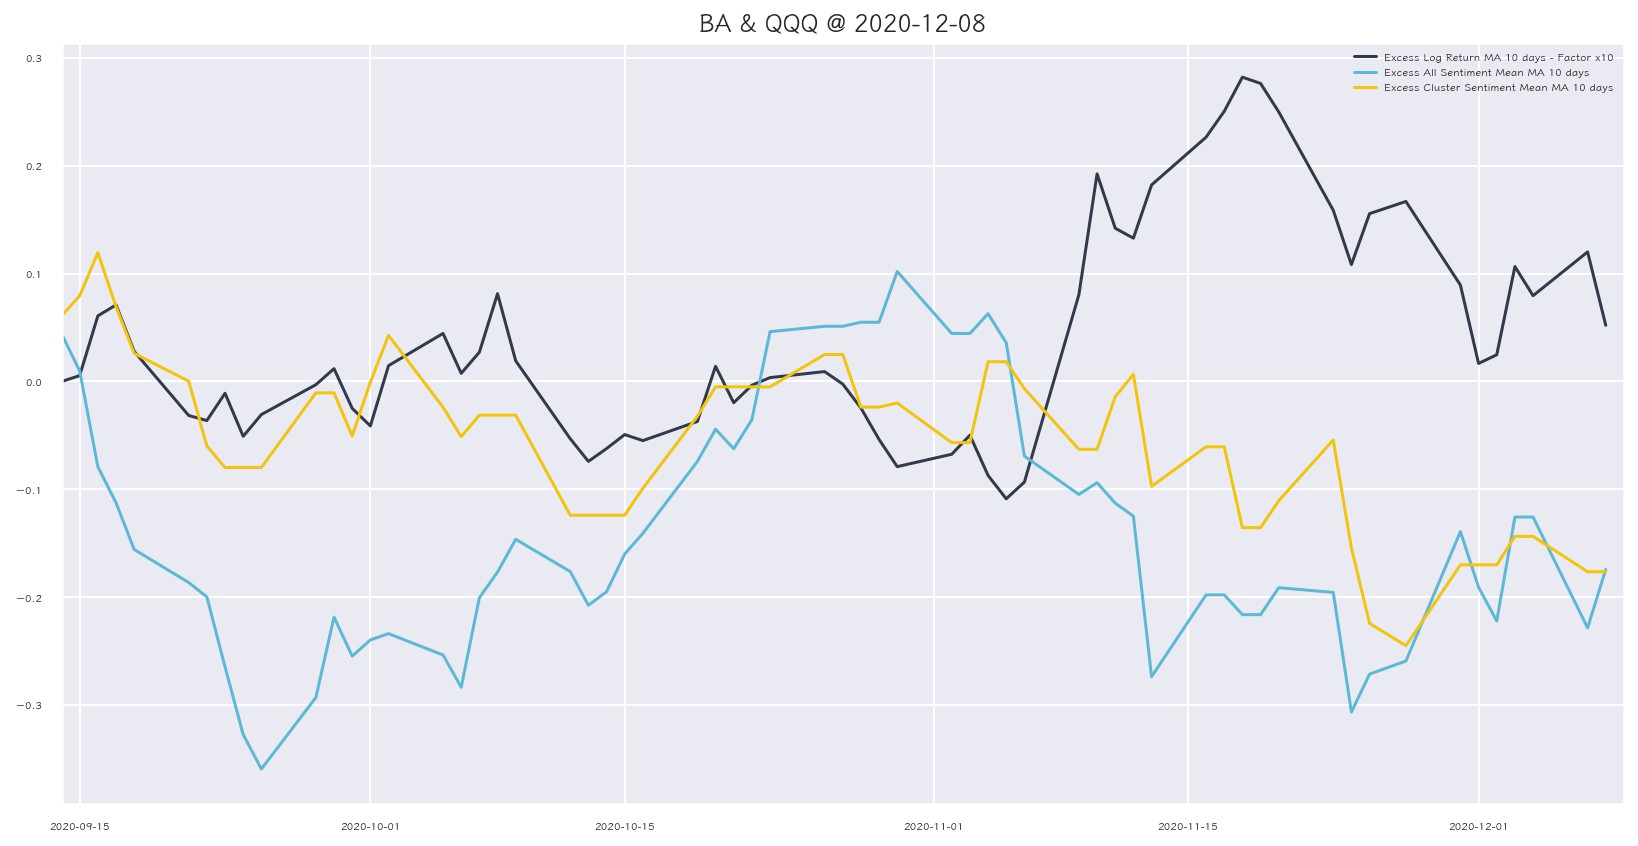 BA & QQQ @ 2020-12-08
Excess Log Return MA 10 days - Factor x10
Excess All Sentiment Mean MA 10 days
Excess Cluster Sentiment Mean MA 10 days
0.3
0.2
0.1
0.0
−0.1
−0.2
−0.3
2020-09-15 2020-10-01 2020-10-15 2020-11-01 2020-11-15 2020-12-01